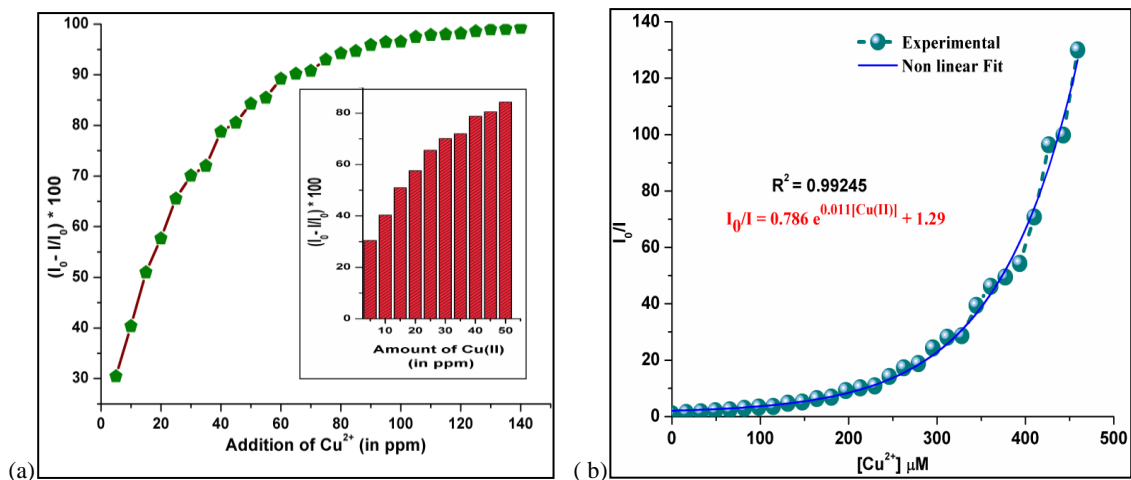 100
90
80
70
60
50
40
30
(I₀- I/I₀) * 100
20 40 60 80 100 120 140
Addition of Cu²⁺ (in ppm)
80
60
40
20
0
(I₀- I/I₀) * 100
10 20 30 40 50
Amount of Cu(II)
(in ppm)
(a)
140
120
100
80
60
40
20
0
I₀/I
Experimental
Non linear Fit
R² = 0.99245
I₀/I = 0.786 e^0.011[Cu(II)] + 1.29
0 100 200 300 400 500
[Cu²⁺] µM
( b)